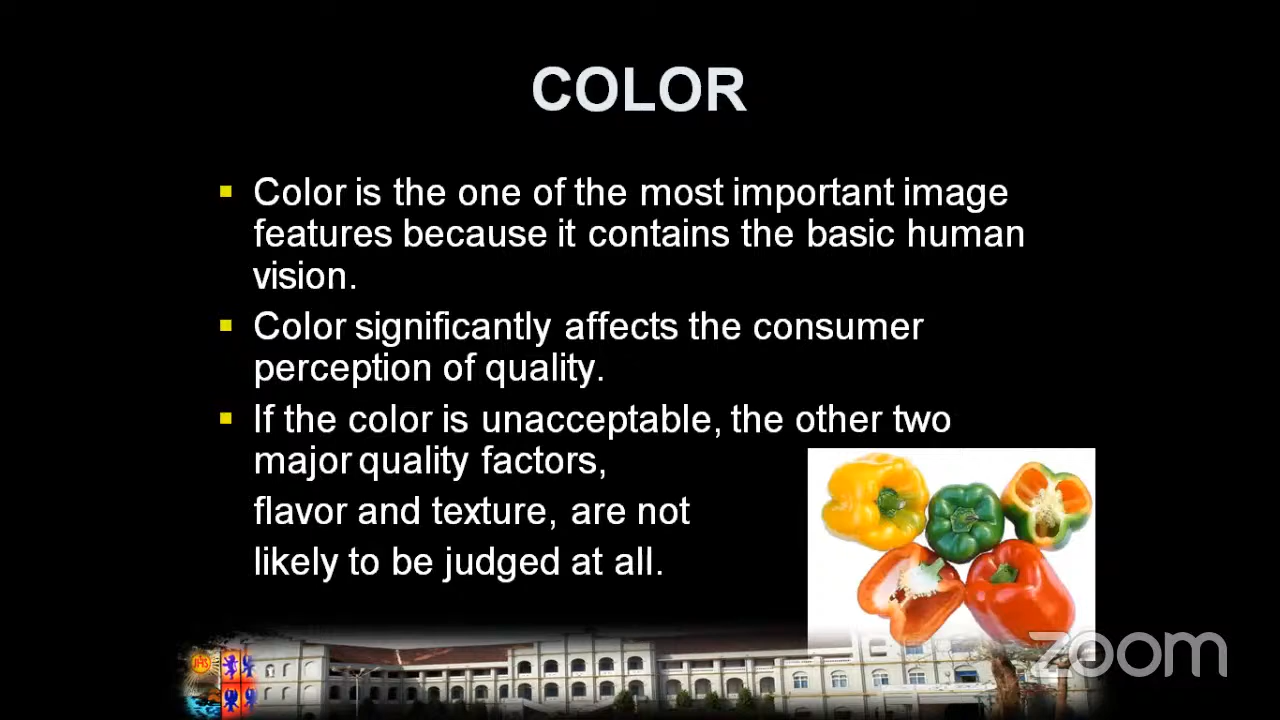 COLOR
Color is the one of the most important image
features because it contains the basic human
vision.
Color significantly affects the consumer
perception of quality.
If the color is unacceptable, the other two
major quality factors,
flavor and texture, are not
likely to be judged at all.
zoom